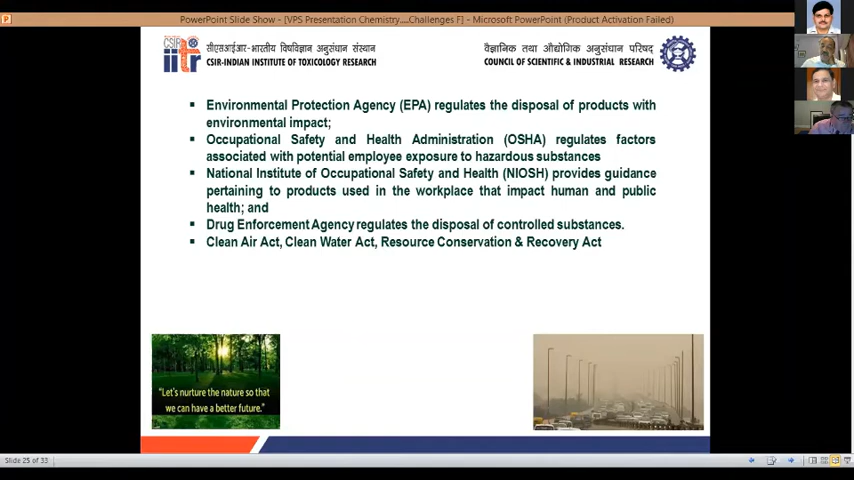 PowerPoint Slide Show - [VPS Presentation Chemistry....Challenges F] - Microsoft PowerPoint (Product Activation Failed)
CSIR
iitr
सीएसआईआर-भारतीय विषविज्ञान अनुसंधान संस्थान
CSIR-INDIAN INSTITUTE OF TOXICOLOGY RESEARCH
वैज्ञानिक तथा औद्योगिक अनुसंधान परिषद
COUNCIL OF SCIENTIFIC & INDUSTRIAL RESEARCH
▪ Environmental Protection Agency (EPA) regulates the disposal of products with
environmental impact;
▪ Occupational Safety and Health Administration (OSHA) regulates factors
associated with potential employee exposure to hazardous substances
▪ National Institute of Occupational Safety and Health (NIOSH) provides guidance
pertaining to products used in the workplace that impact human and public
health; and
▪ Drug Enforcement Agency regulates the disposal of controlled substances.
▪ Clean Air Act, Clean Water Act, Resource Conservation & Recovery Act
"Let's nurture the nature so that
we can have a better future."
Slide 25 of 33